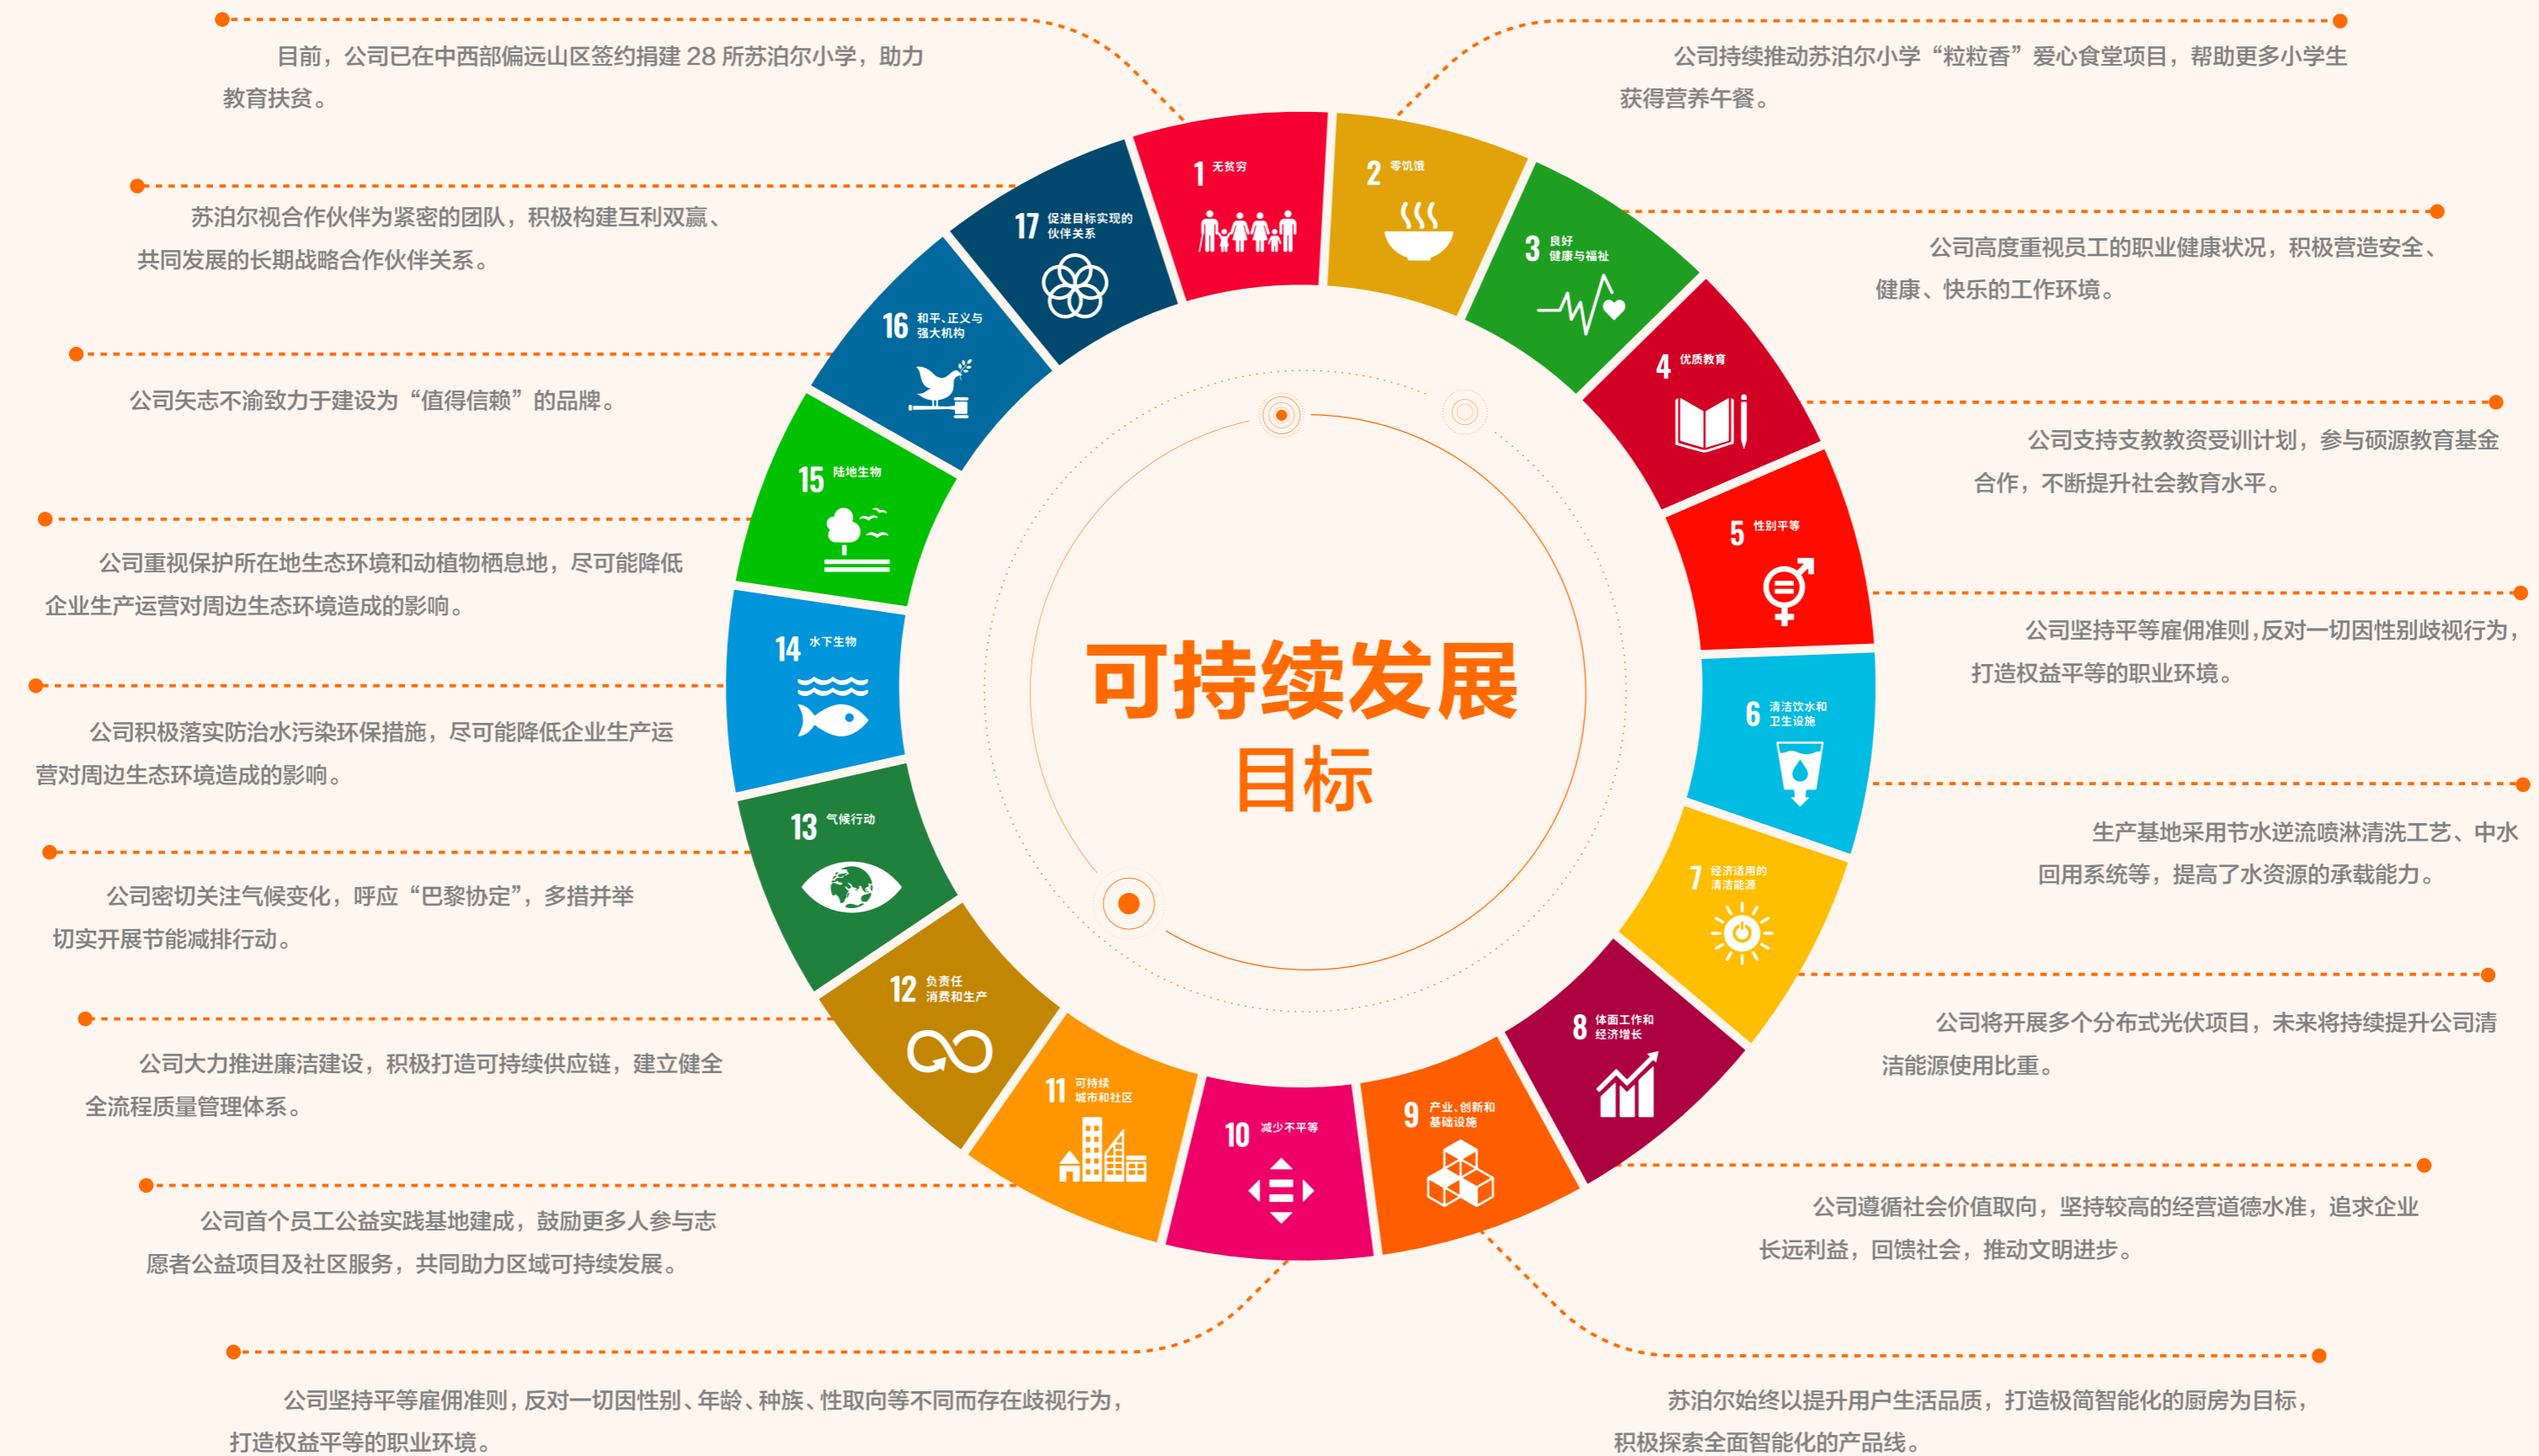 目前，公司已在中西部偏远山区签约捐建 28 所苏泊尔小学，助力
教育扶贫。
公司持续推动苏泊尔小学“粒粒香”爱心食堂项目，帮助更多小学生
获得营养午餐。
苏泊尔视合作伙伴为紧密的团队，积极构建互利双赢、
共同发展的长期战略合作伙伴关系。
公司高度重视员工的职业健康状况，积极营造安全、
健康、快乐的工作环境。
公司矢志不渝致力于建设为“值得信赖”的品牌。
公司支持支教教资受训计划，参与硕源教育基金
合作，不断提升社会教育水平。
公司重视保护所在地生态环境和动植物栖息地，尽可能降低
企业生产运营对周边生态环境造成的影响。
公司坚持平等雇佣准则，反对一切因性别歧视行为，
打造权益平等的职业环境。
公司积极落实防治水污染环保措施，尽可能降低企业生产运
营对周边生态环境造成的影响。
生产基地采用节水逆流喷淋清洗工艺、中水
回用系统等，提高了水资源的承载能力。
公司密切关注气候变化，呼应“巴黎协定”，多措并举
切实开展节能减排行动。
公司将开展多个分布式光伏项目，未来将持续提升公司清
洁能源使用比重。
公司大力推进廉洁建设，积极打造可持续供应链，建立健全
全流程质量管理体系。
公司遵循社会价值取向，坚持较高的经营道德水准，追求企业
长远利益，回馈社会，推动文明进步。
公司首个员工公益实践基地建成，鼓励更多人参与志
愿者公益项目及社区服务，共同助力区域可持续发展。
公司坚持平等雇佣准则，反对一切因性别、年龄、种族、性取向等不同而存在歧视行为，
打造权益平等的职业环境。
苏泊尔始终以提升用户生活品质，打造极简智能化的厨房为目标，
积极探索全面智能化的产品线。
1 无贫穷
2 零饥饿
3 良好
健康与福祉
4 优质教育
5 性别平等
6 清洁饮水和
卫生设施
7 经济适用的
清洁能源
8 体面工作和
经济增长
9 产业、创新和
基础设施
10 减少不平等
11 可持续
城市和社区
12 负责任
消费和生产
13 气候行动
14 水下生物
15 陆地生物
16 和平、正义与
强大机构
17 促进目标实现的
伙伴关系
可持续发展
目标